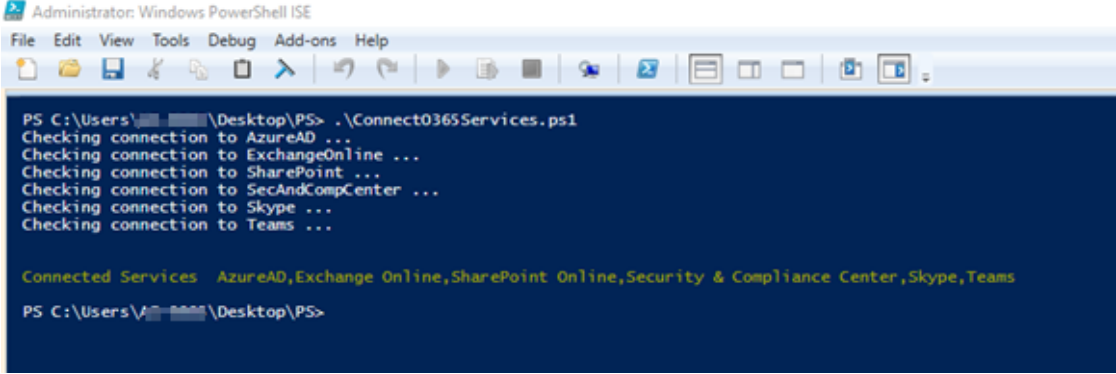 Administrator: Windows PowerShell ISE
File Edit View Tools Debug Add-ons Help
PS C:\Users\ \Desktop\PS> .\ConnectO365Services.ps1
Checking connection to AzureAD ...
Checking connection to ExchangeOnline ...
Checking connection to SharePoint ...
Checking connection to SecAndCompCenter ...
Checking connection to Skype ...
Checking connection to Teams ...
Connected Services  AzureAD,Exchange Online,SharePoint Online,Security & Compliance Center,Skype,Teams
PS C:\Users\ \Desktop\PS>